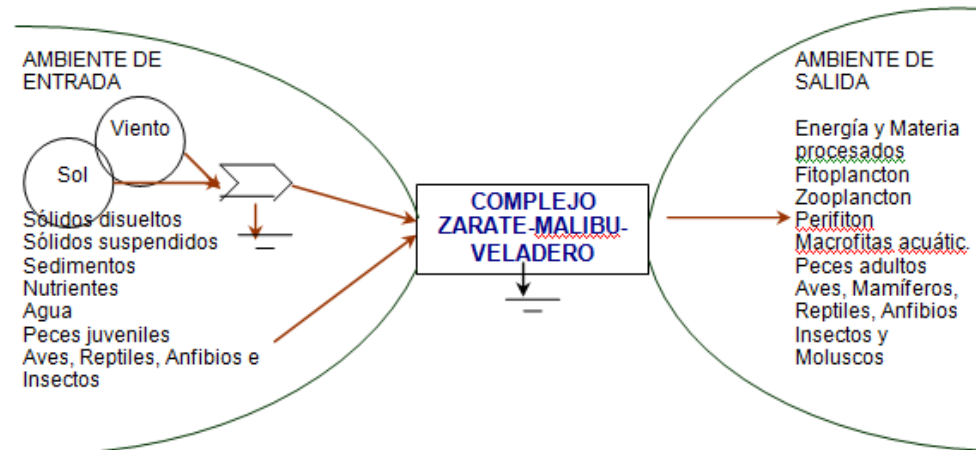 AMBIENTE DE
ENTRADA
Viento
Sol
Sólidos disueltos
Sólidos suspendidos
Sedimentos
Nutrientes
Agua
Peces juveniles
Aves, Reptiles, Anfibios e
Insectos
COMPLEJO
ZARATE-MALIBU-
VELADERO
AMBIENTE DE
SALIDA
Energía y Materia
procesados
Fitoplancton
Zooplancton
Perifiton
Macrofitas acuátic.
Peces adultos
Aves, Mamíferos,
Reptiles, Anfibios
Insectos y
Moluscos